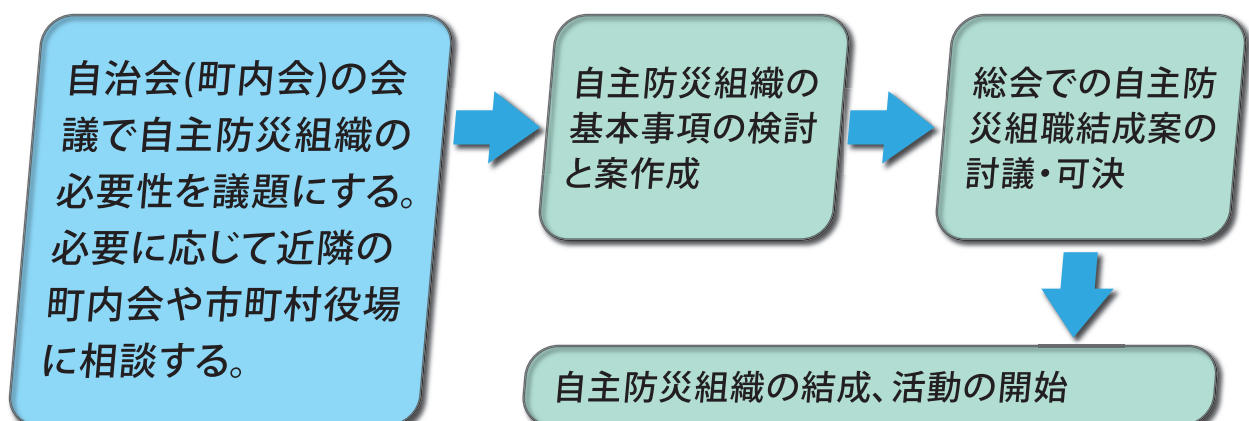 自治会(町内会)の会
議で自主防災組織の
必要性を議題にする。
必要に応じて近隣の
町内会や市町村役場
に相談する。
自主防災組織の
基本事項の検討
と案作成
総会での自主防
災組職結成案の
討議・可決
自主防災組織の結成、活動の開始